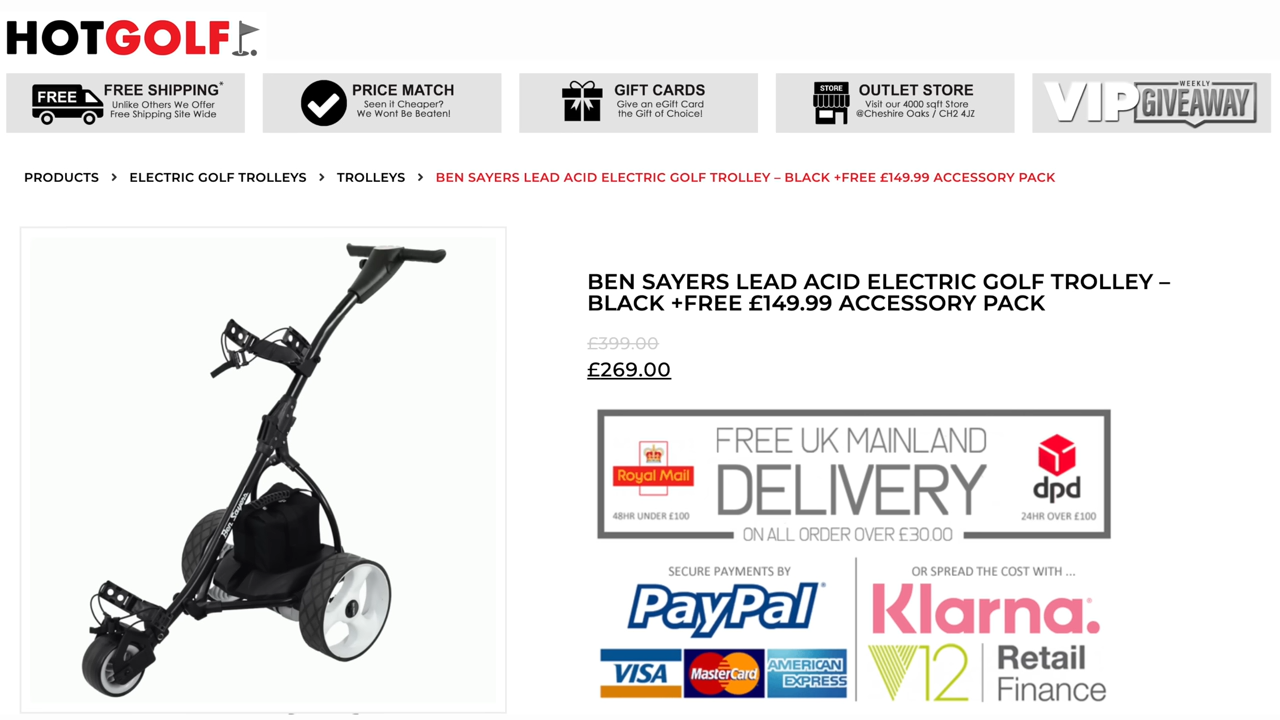 HOTGOLF
FREE
FREE SHIPPING*
Unlike Others We Offer
Free Shipping Site Wide
PRICE MATCH
Seen it Cheaper?
We Wont Be Beaten!
GIFT CARDS
Give an eGift Card
the Gift of Choice!
STORE
OUTLET STORE
Visit our 4000 sqft Store
@Cheshire Oaks / CH2 4JZ
VIP WEEKLY
GIVEAWAY
PRODUCTS > ELECTRIC GOLF TROLLEYS > TROLLEYS > BEN SAYERS LEAD ACID ELECTRIC GOLF TROLLEY – BLACK +FREE £149.99 ACCESSORY PACK
Ben Sayers
BEN SAYERS LEAD ACID ELECTRIC GOLF TROLLEY –
BLACK +FREE £149.99 ACCESSORY PACK
£399.00
£269.00
Royal Mail
48HR UNDER £100
FREE UK MAINLAND
DELIVERY
ON ALL ORDER OVER £30.00
dpd
24HR OVER £100
SECURE PAYMENTS BY
PayPal
VISA MasterCard AMERICAN EXPRESS
OR SPREAD THE COST WITH ...
Klarna.
V12 Retail
Finance